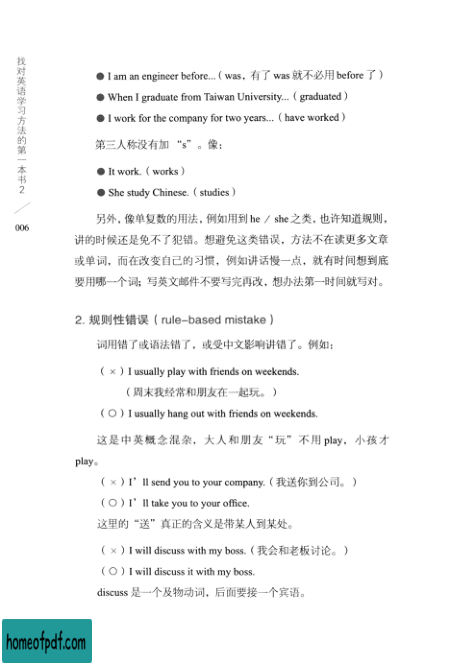 找对英语学习方法的第一本书2
006
● I am an engineer before...（was，有了 was 就不必用 before 了）
● When I graduate from Taiwan University...（graduated）
● I work for the company for two years...（have worked）
第三人称没有加 “s” 。像：
● It work.（works）
● She study Chinese.（studies）
另外，像单复数的用法，例如用到 he ／ she 之类，也许知道规则，
讲的时候还是免不了犯错。想避免这类错误，方法不在读更多文章
或单词，而在改变自己的习惯，例如讲话慢一点，就有时间想到底
要用哪一个词；写英文邮件不要写完再改，想办法第一时间就写对。
2. 规则性错误（rule-based mistake）
词用错了或语法错了，或受中文影响讲错了。例如：
（×）I usually play with friends on weekends.
（周末我经常和朋友在一起玩。）
（○）I usually hang out with friends on weekends.
这是中英概念混杂，大人和朋友“玩”不用 play，小孩才
play。
（×）I’ll send you to your company.（我送你到公司。）
（○）I’ll take you to your office.
这里的“送”真正的含义是带某人到某处。
（×）I will discuss with my boss.（我会和老板讨论。）
（○）I will discuss it with my boss.
discuss 是一个及物动词，后面要接一个宾语。
homeofpdf.com